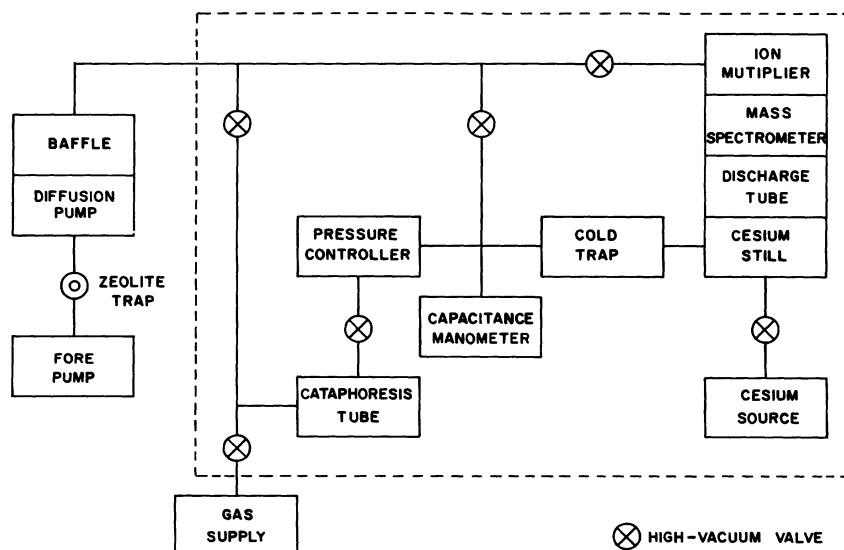 ION
MUTIPLIER
MASS
SPECTROMETER
DISCHARGE
TUBE
CESIUM
STILL
BAFFLE
DIFFUSION
PUMP
ZEOLITE
TRAP
FORE
PUMP
PRESSURE
CONTROLLER
COLD
TRAP
CAPACITANCE
MANOMETER
CATAPHORESIS
TUBE
CESIUM
SOURCE
GAS
SUPPLY
HIGH-VACUUM VALVE